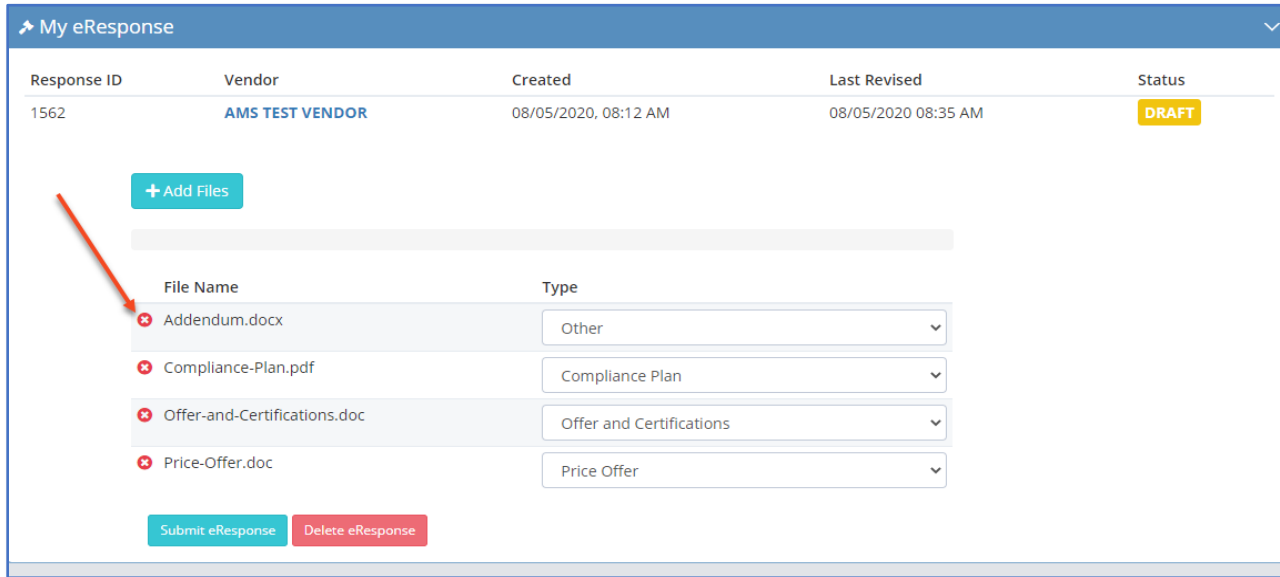 My eResponse
Response ID Vendor Created Last Revised Status
1562 AMS TEST VENDOR 08/05/2020, 08:12 AM 08/05/2020 08:35 AM DRAFT
+ Add Files
File Name Type
Addendum.docx Other
Compliance-Plan.pdf Compliance Plan
Offer-and-Certifications.doc Offer and Certifications
Price-Offer.doc Price Offer
Submit eResponse Delete eResponse